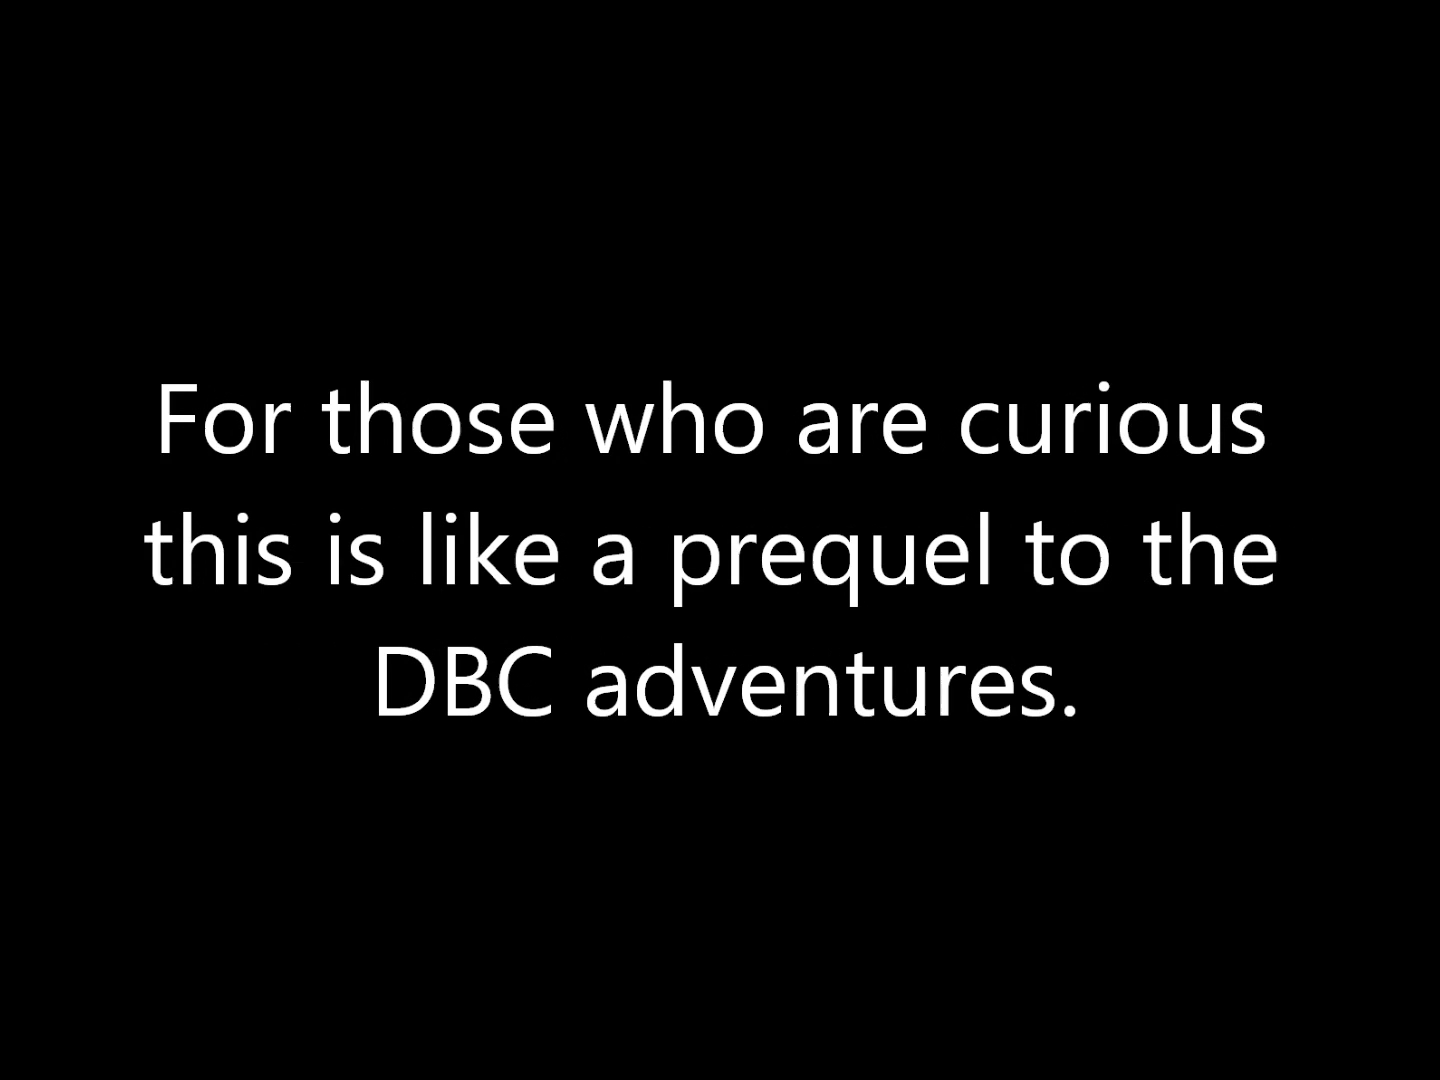 For those who are curious
this is like a prequel to the
DBC adventures.